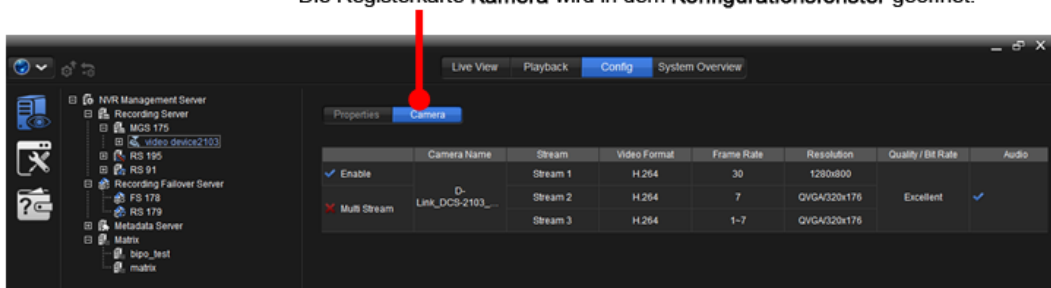 Die Registerkarte Kamera wird in dem Konfigurationsfenster geöffnet.
Live View Playback Config System Overview
NVR Management Server
Recording Server
MGS 175
video device2103
RS 195
RS 91
Recording Failover Server
FS 178
RS 179
Metadata Server
Matrix
bipo_test
matrix
Properties Camera
Camera Name Stream Video Format Frame Rate Resolution Quality / Bit Rate Audio
Enable Stream 1 H.264 30 1280x800
Multi Stream D-
Link_DCS-2103_... Stream 2 H.264 7 QVGA/320x176 Excellent
Stream 3 H.264 1~7 QVGA/320x176